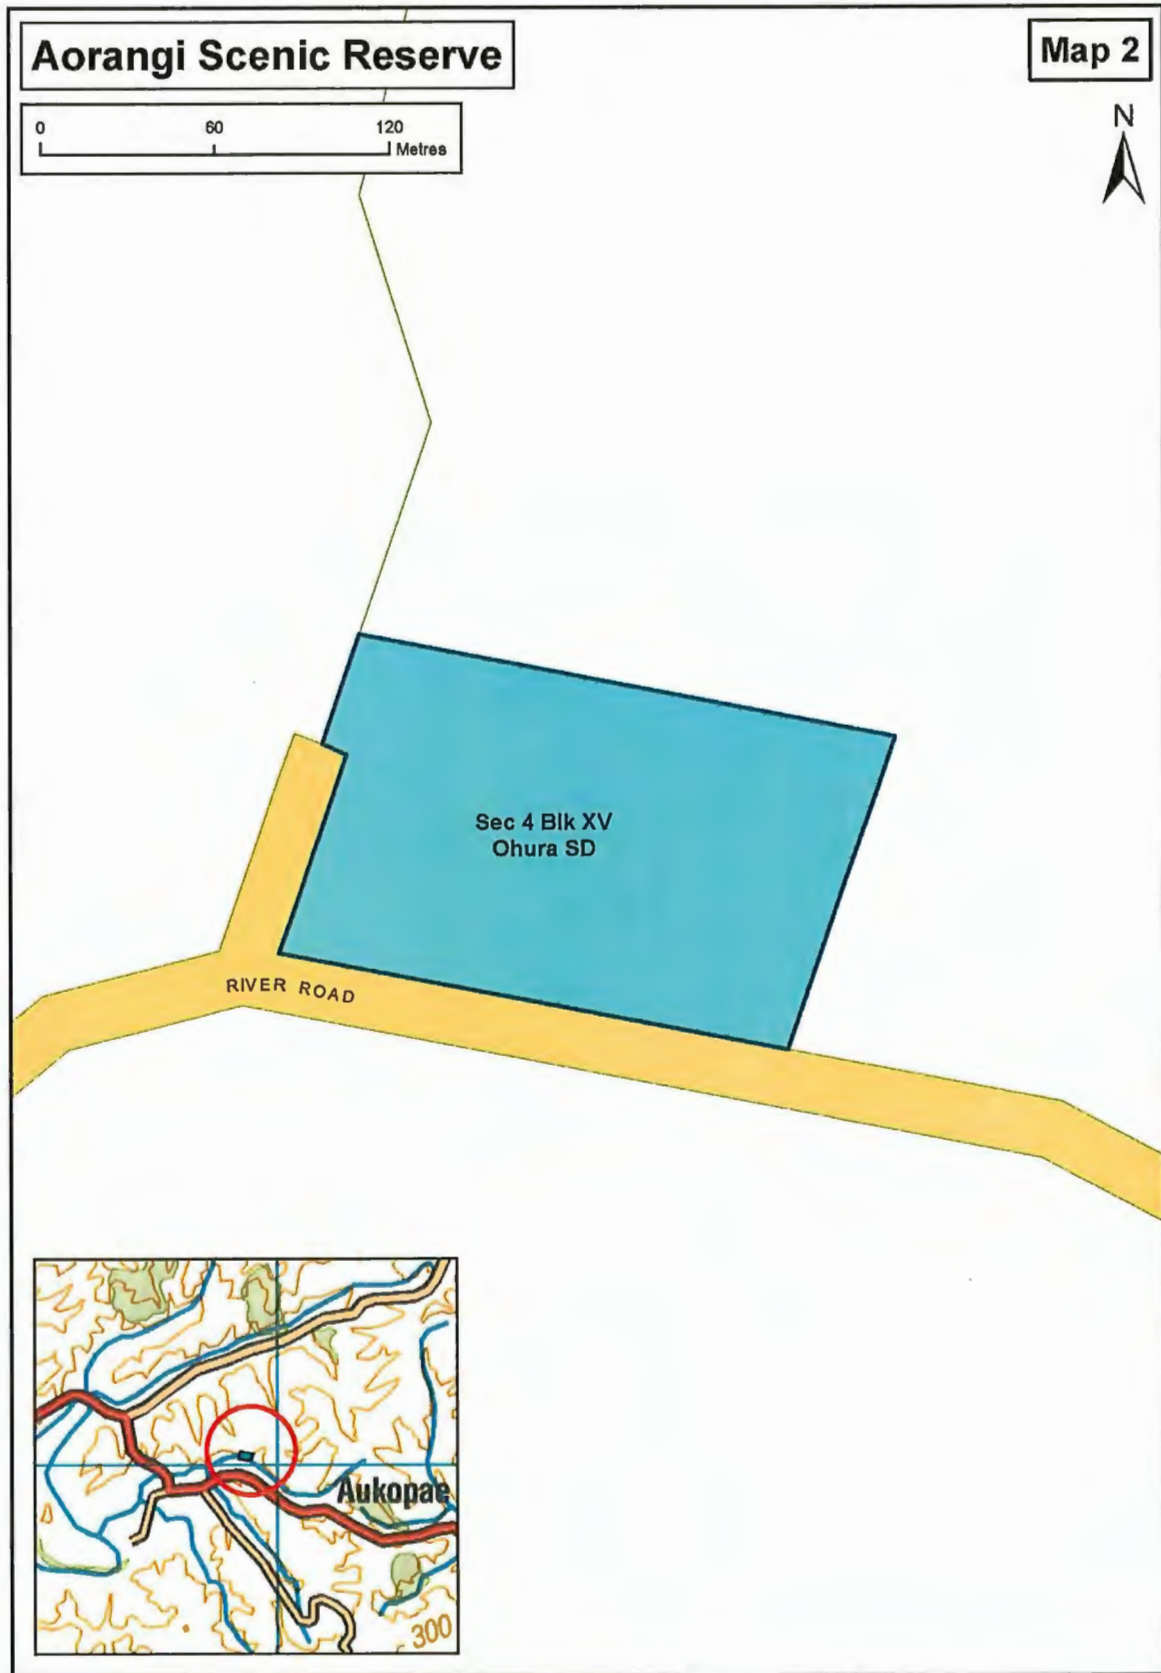 Aorangi Scenic Reserve
Map 2
0 60 120
Metres
N
Sec 4 Blk XV
Ohura SD
RIVER ROAD
Aukopae
300